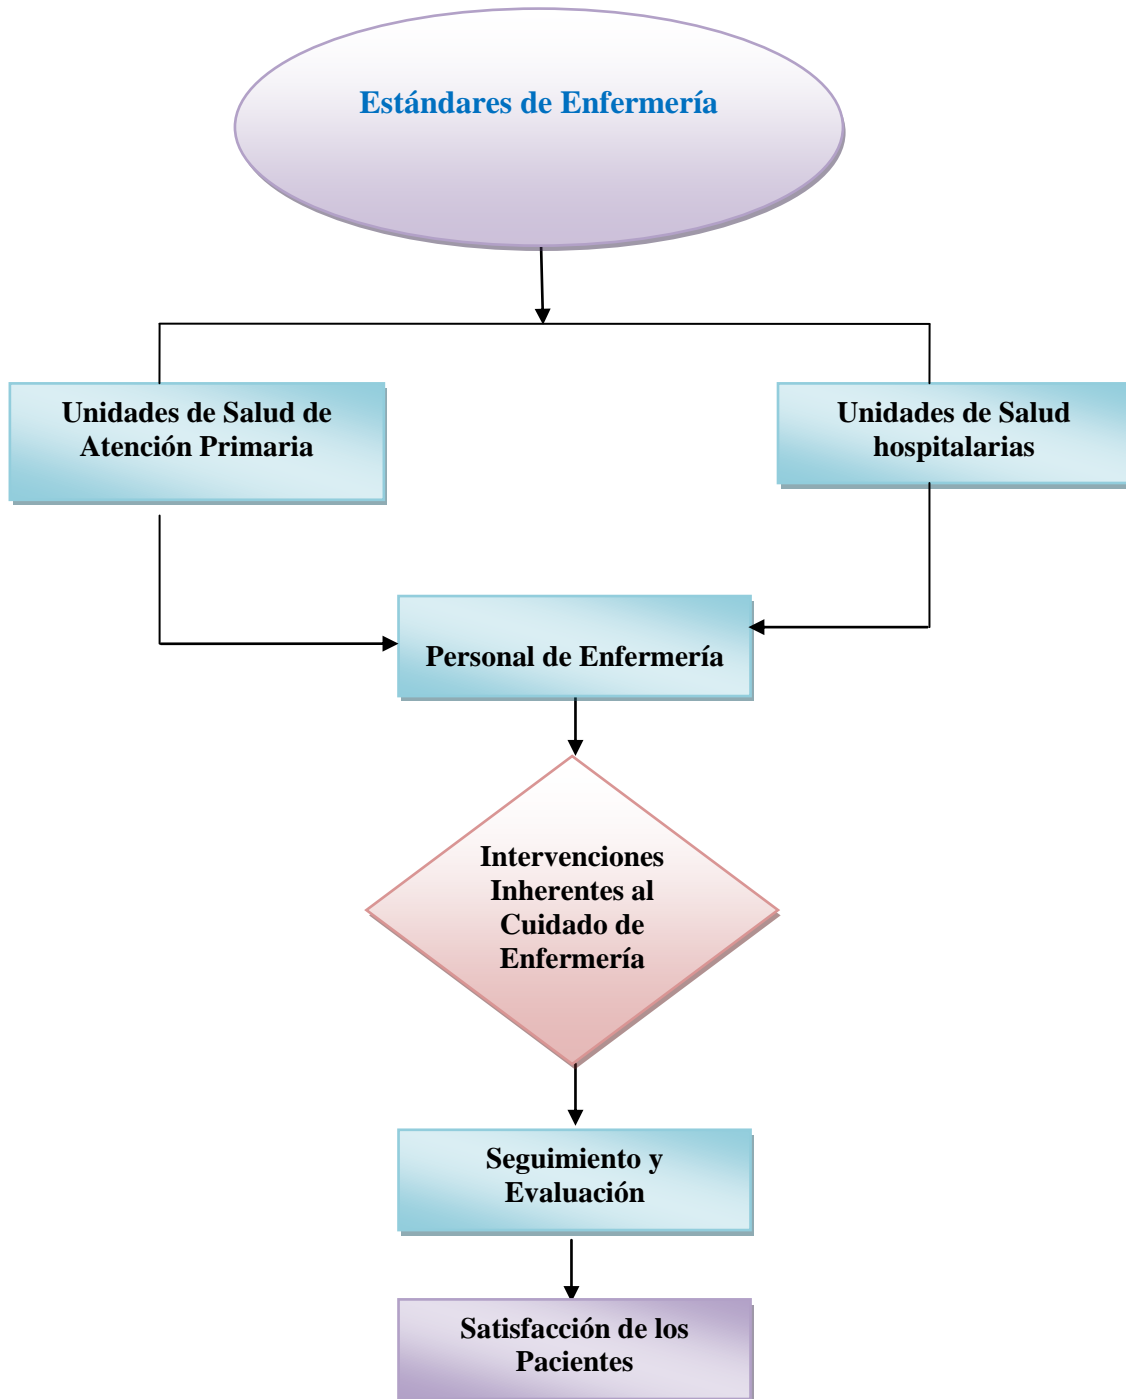 Estándares de Enfermería
Unidades de Salud de
Atención Primaria
Unidades de Salud
hospitalarias
Personal de Enfermería
Intervenciones
Inherentes al
Cuidado de
Enfermería
Seguimiento y
Evaluación
Satisfacción de los
Pacientes